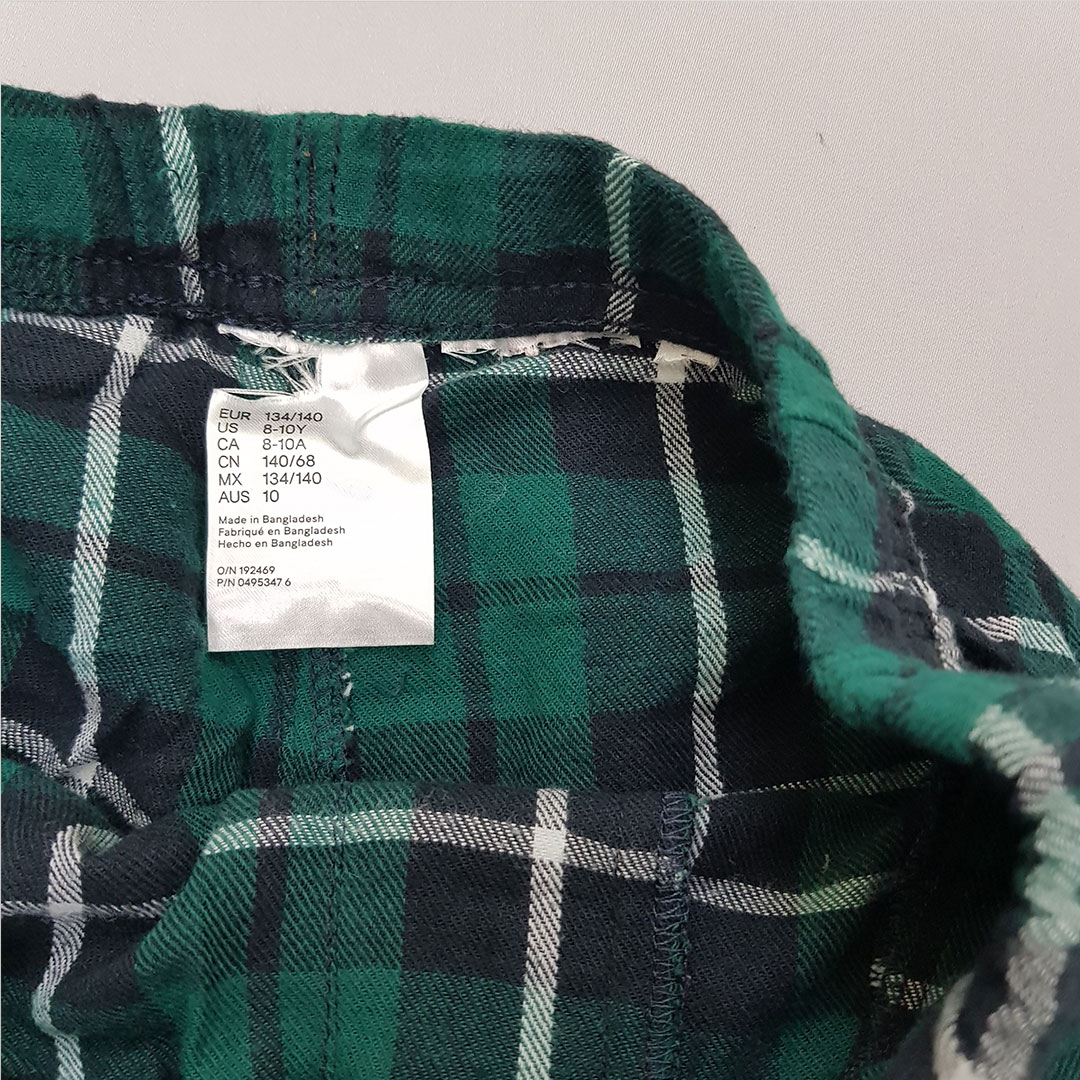 EUR 134/140
US 8-10Y
CA 8-10A
CN 140/68
MX 134/140
AUS 10
Made in Bangladesh
Fabriqué en Bangladesh
Hecho en Bangladesh
O/N 192469
P/N 0495347 6